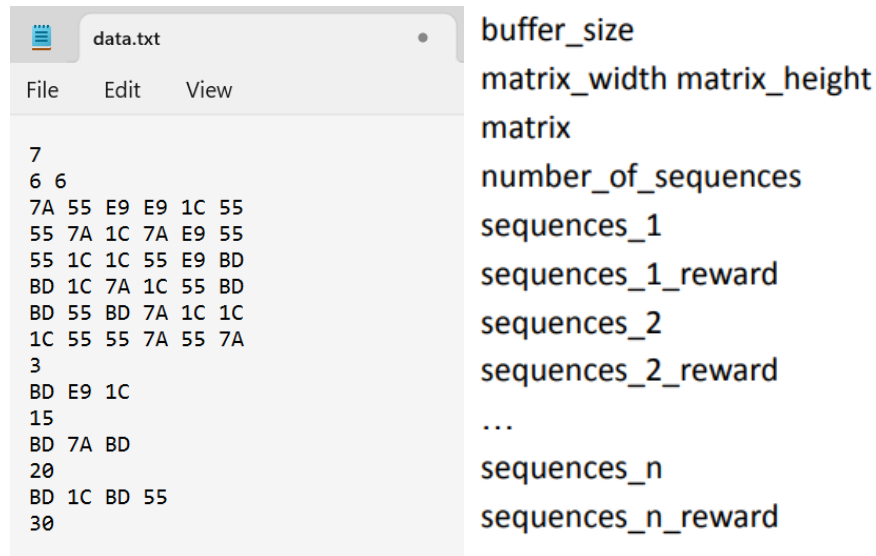 data.txt
File Edit View
7
6 6
7A 55 E9 E9 1C 55
55 7A 1C 7A E9 55
55 1C 1C 55 E9 BD
BD 1C 7A 1C 55 BD
BD 55 BD 7A 1C 1C
1C 55 55 7A 55 7A
3
BD E9 1C
15
BD 7A BD
20
BD 1C BD 55
30
buffer_size
matrix_width matrix_height
matrix
number_of_sequences
sequences_1
sequences_1_reward
sequences_2
sequences_2_reward
…
sequences_n
sequences_n_reward